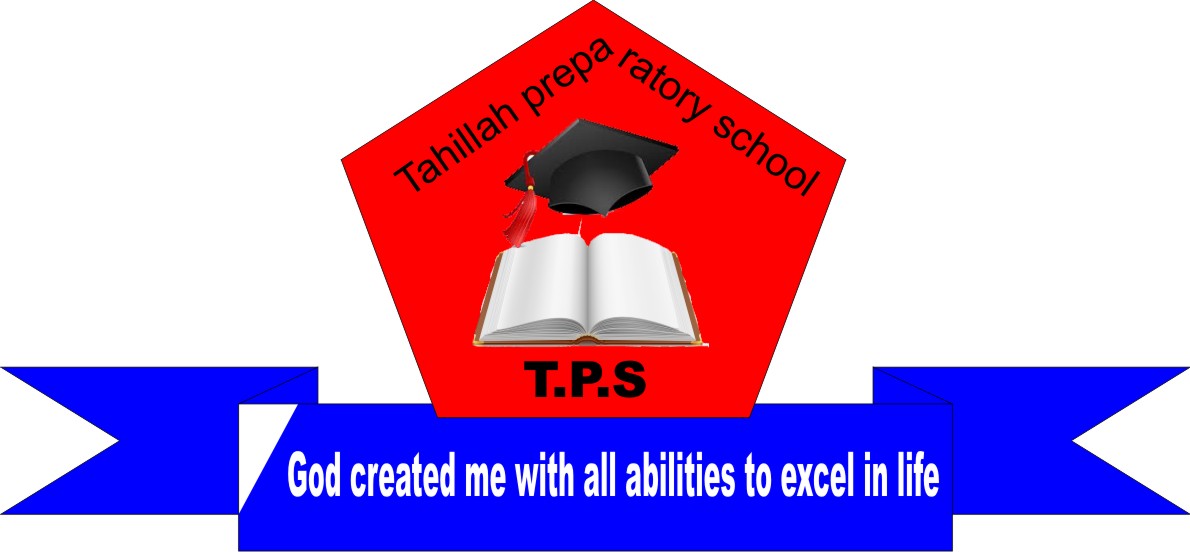 Tahillah prepa ratory school
T.P.S
God created me with all abilities to excel in life